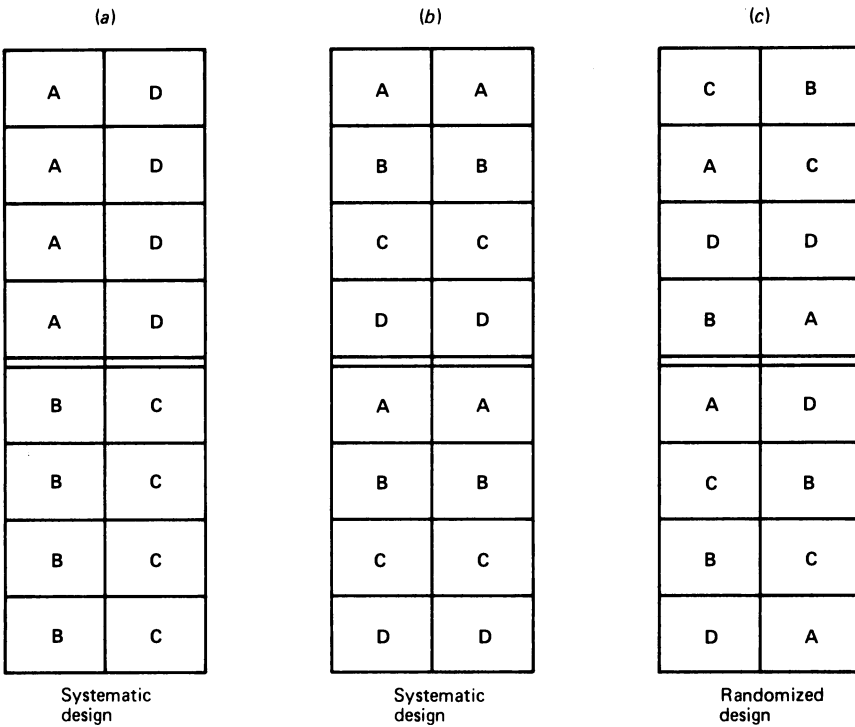 (a) (b) (c)
A D A A C B
A D B B A C
A D C C D D
A D D D B A
B C A A A D
B C B B C B
B C C C B C
B C D D D A
Systematic Systematic Randomized
design design design